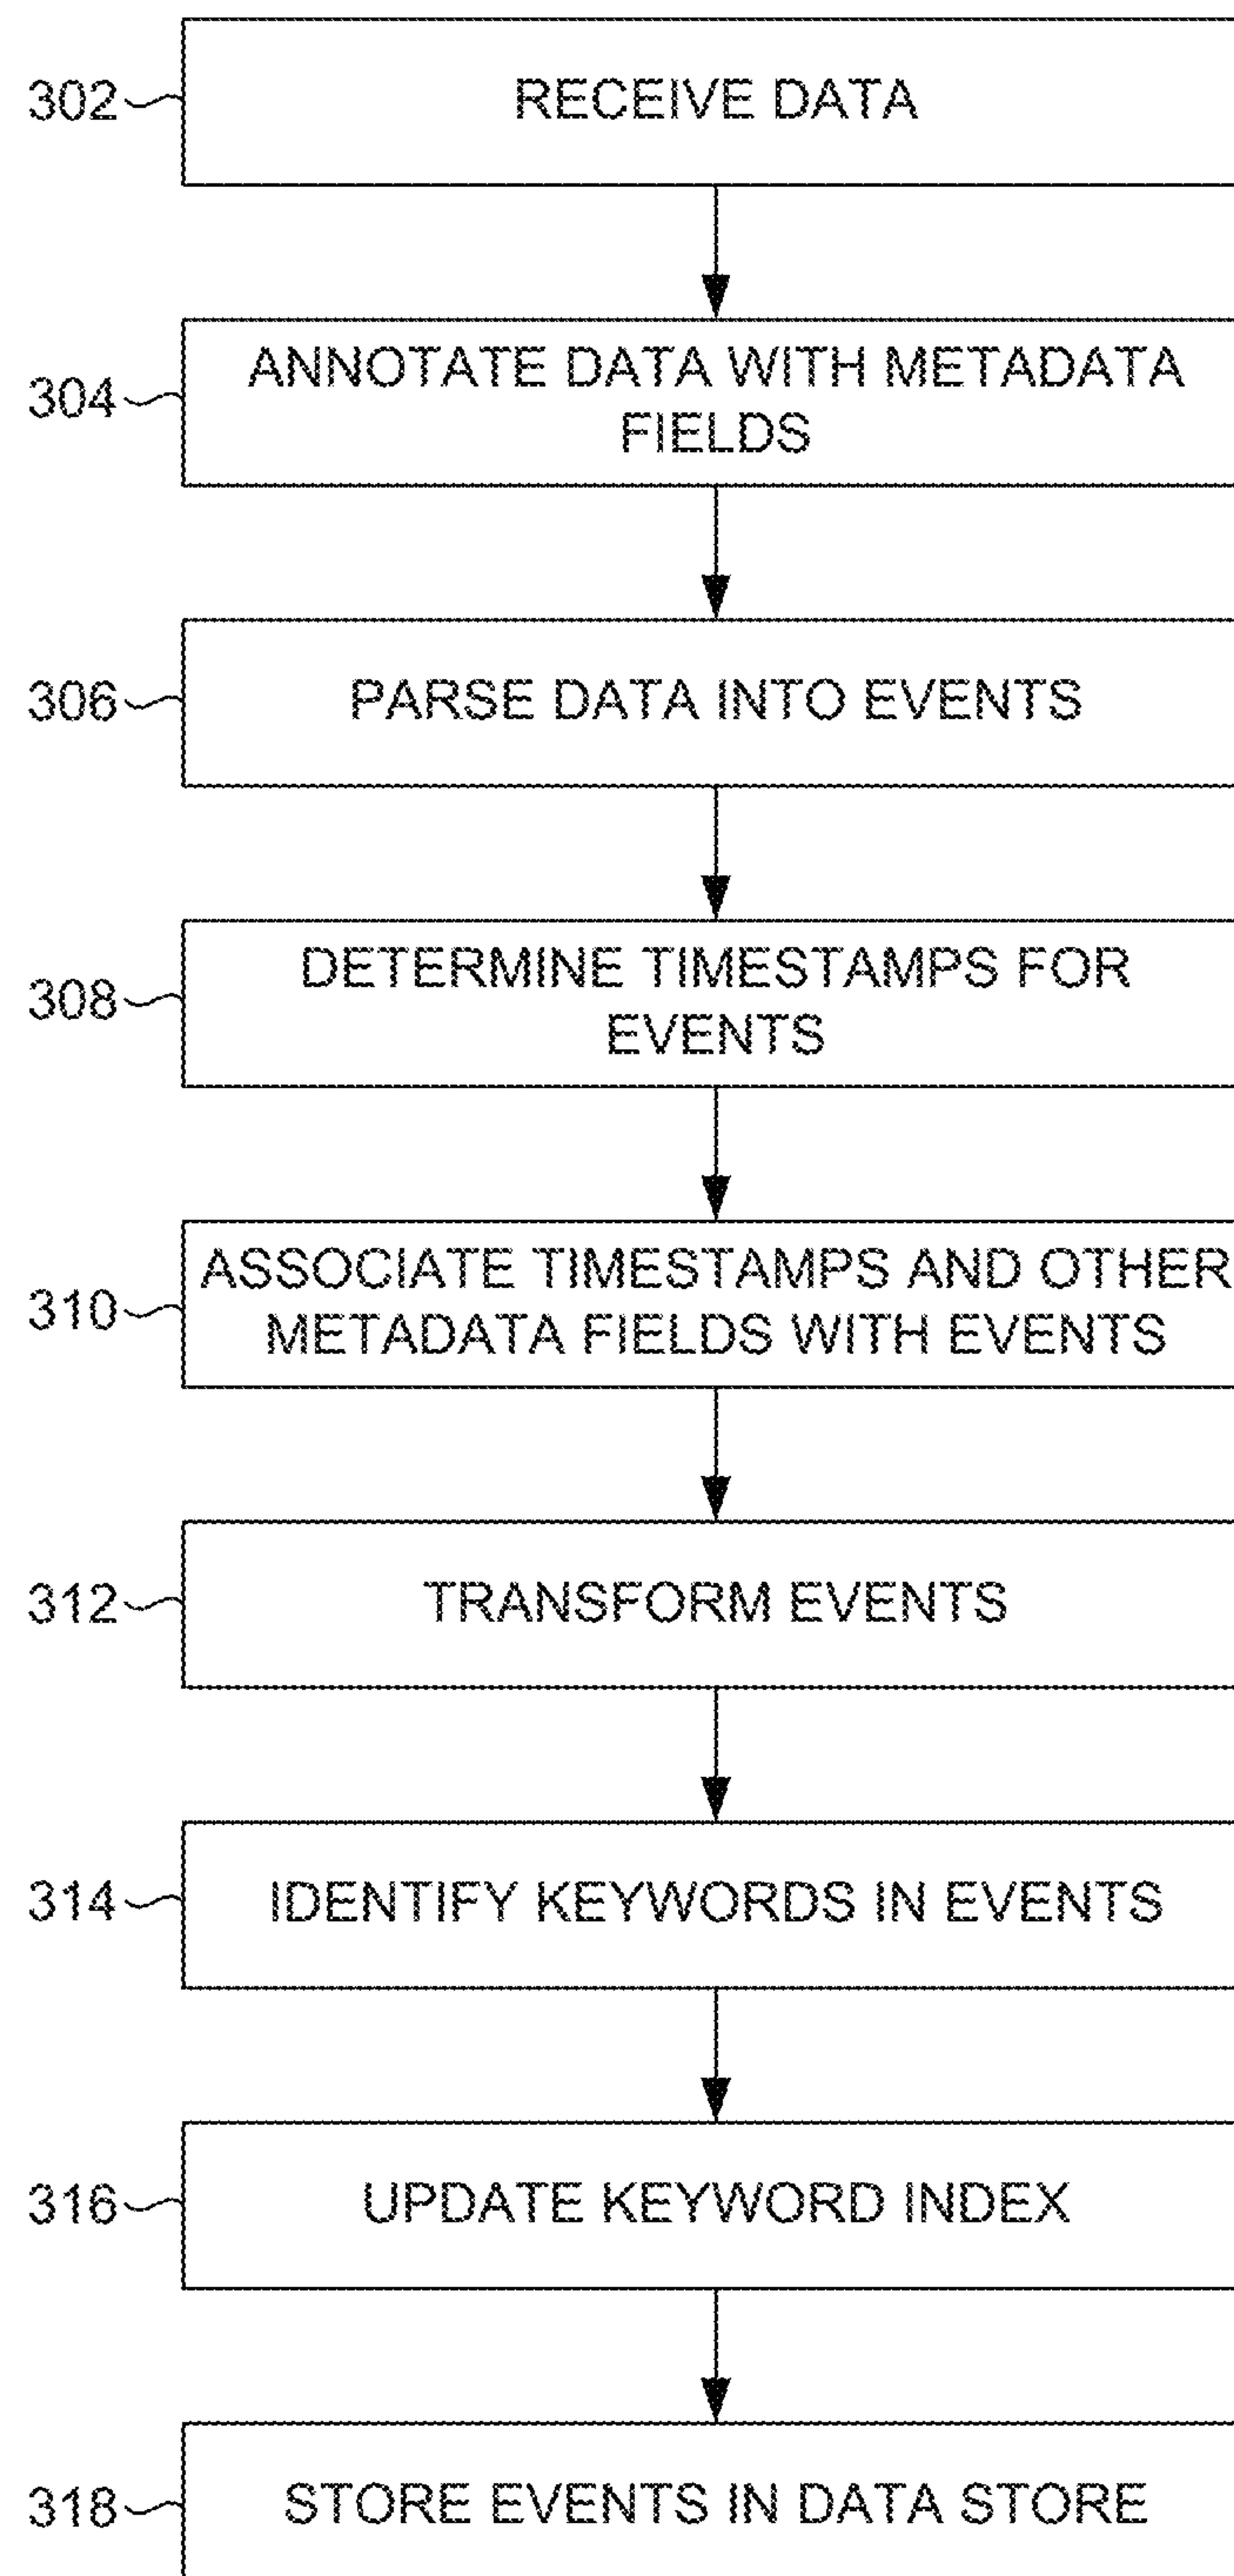 302
RECEIVE DATA
304
ANNOTATE DATA WITH METADATA
FIELDS
306
PARSE DATA INTO EVENTS
308
DETERMINE TIMESTAMPS FOR
EVENTS
310
ASSOCIATE TIMESTAMPS AND OTHER
METADATA FIELDS WITH EVENTS
312
TRANSFORM EVENTS
314
IDENTIFY KEYWORDS IN EVENTS
316
UPDATE KEYWORD INDEX
318
STORE EVENTS IN DATA STORE